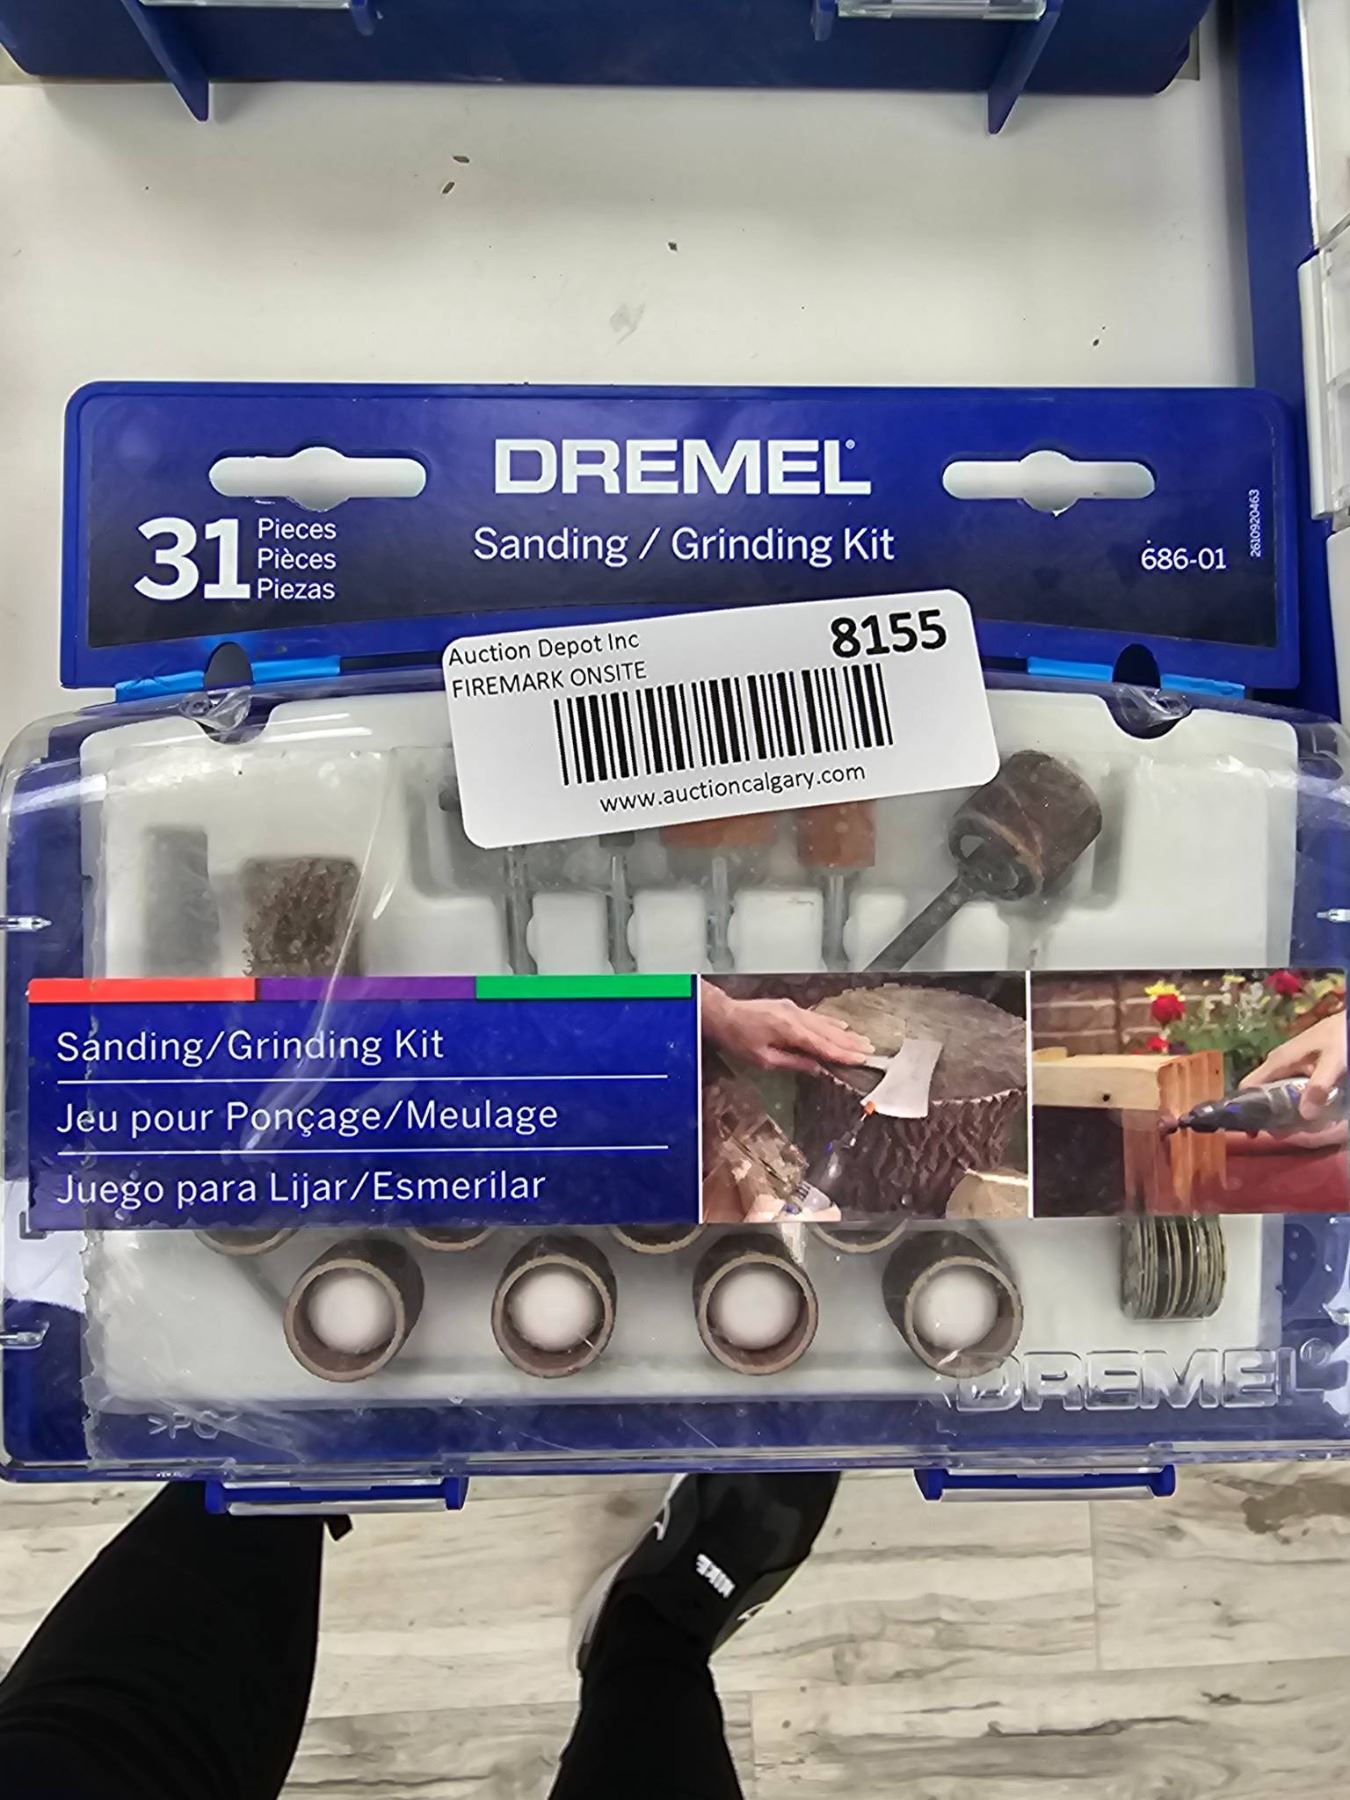 DREMEL®
Sanding / Grinding Kit
31
Pieces
Pièces
Piezas
686-01
2610920463
Auction Depot Inc
8155
FIREMARK ONSITE
www.auctioncalgary.com
Sanding/Grinding Kit
Jeu pour Ponçage/Meulage
Juego para Lijar/Esmerilar
DREMEL®
>PC<
NIKE